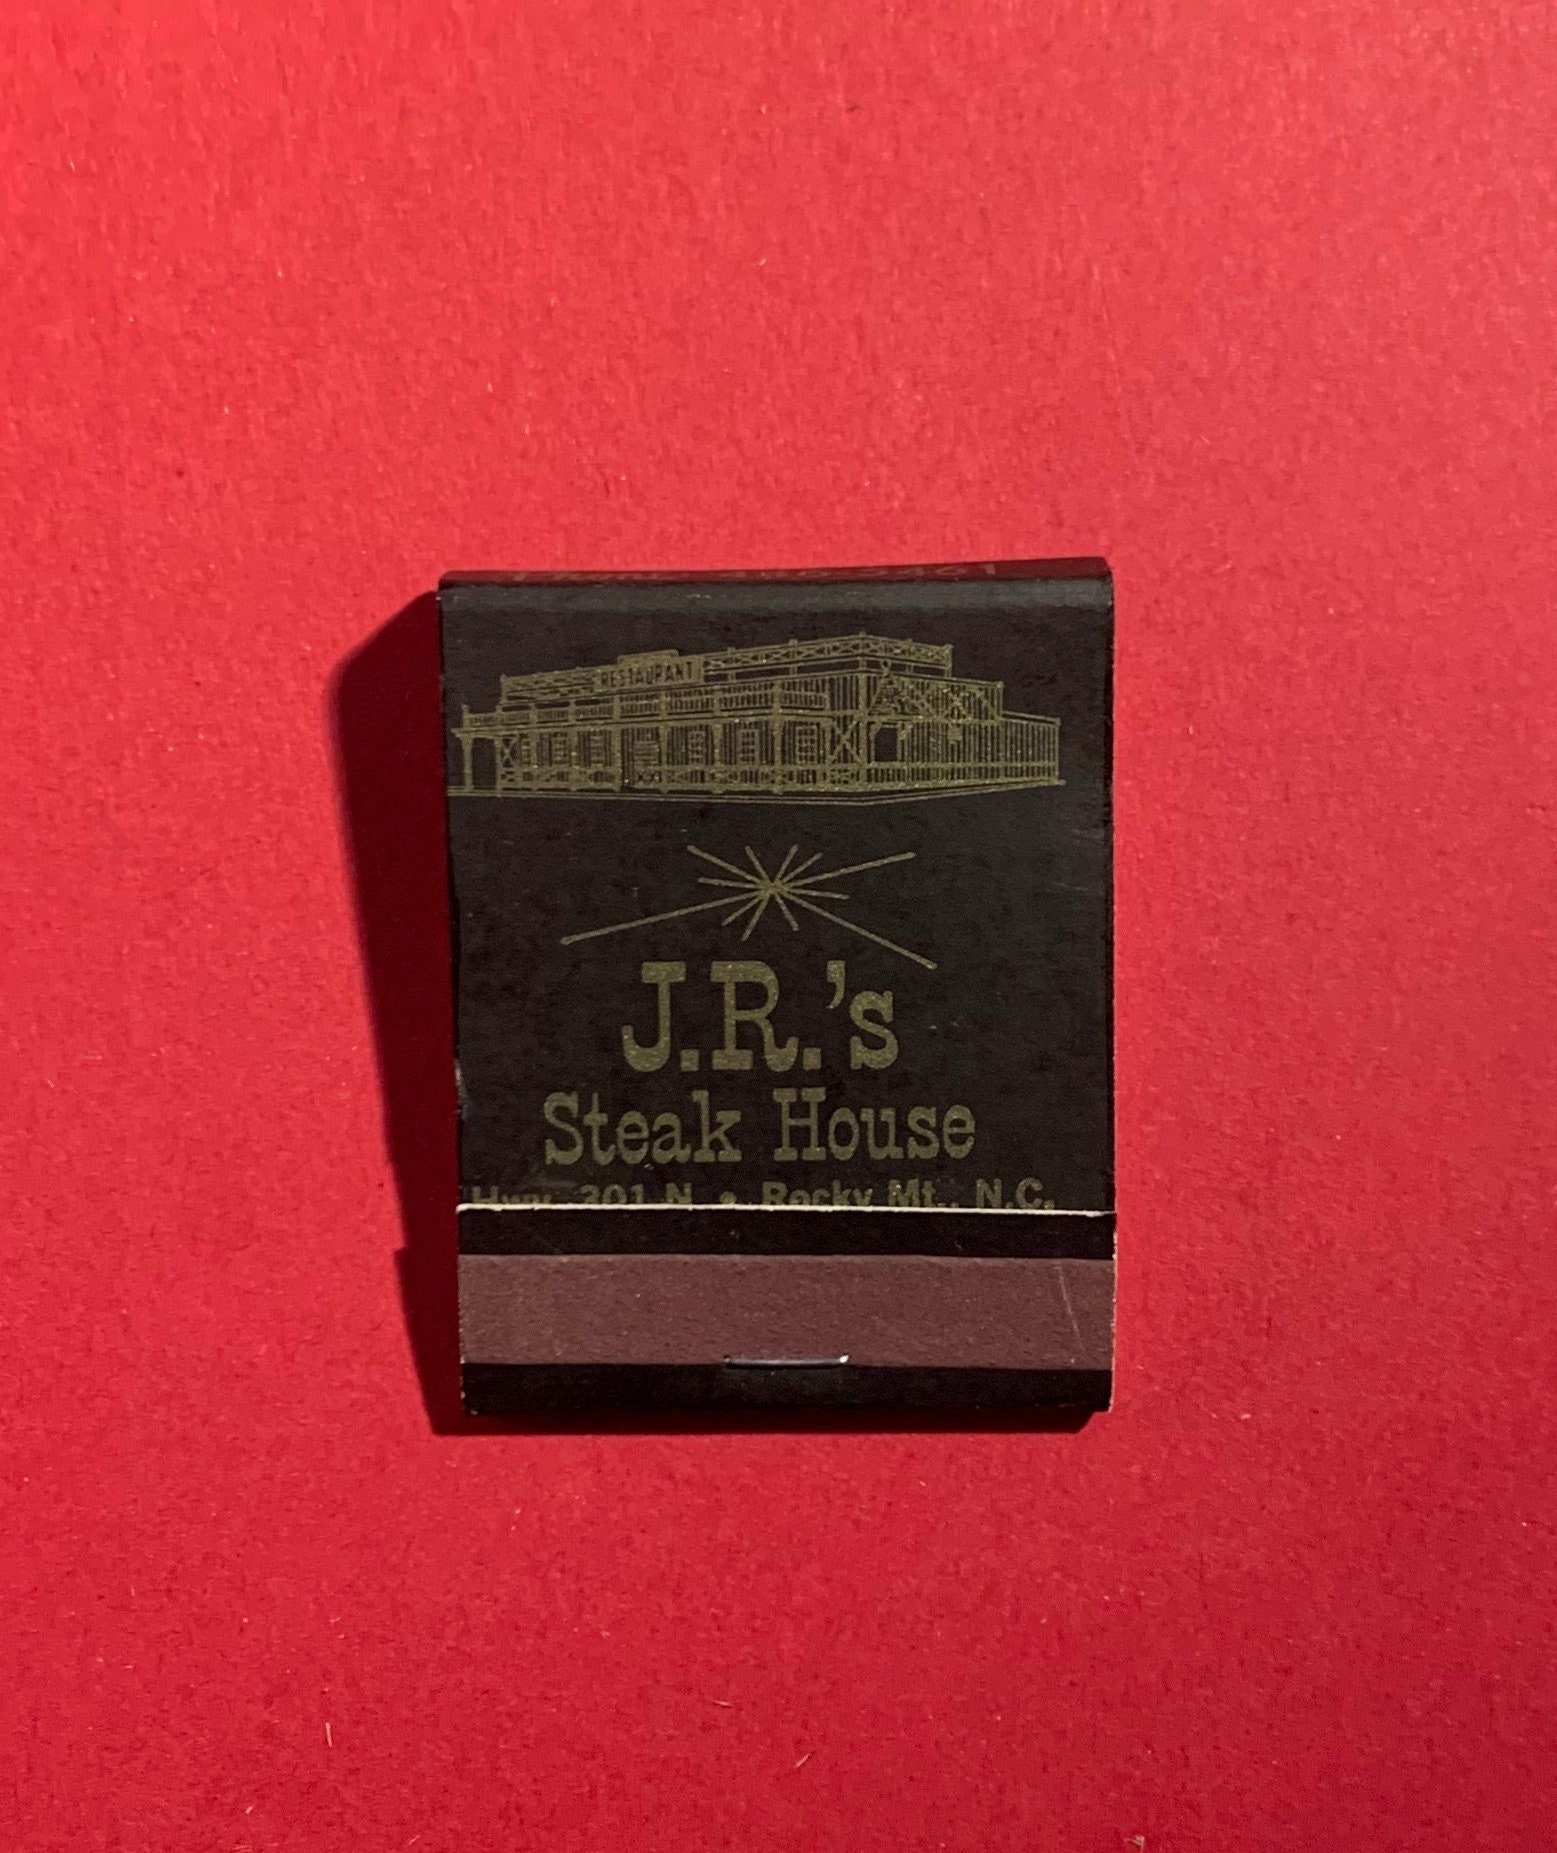 RESTAURANT
J.R.'s
Steak House
Hwy. 301 N. • Rocky Mt., N.C.